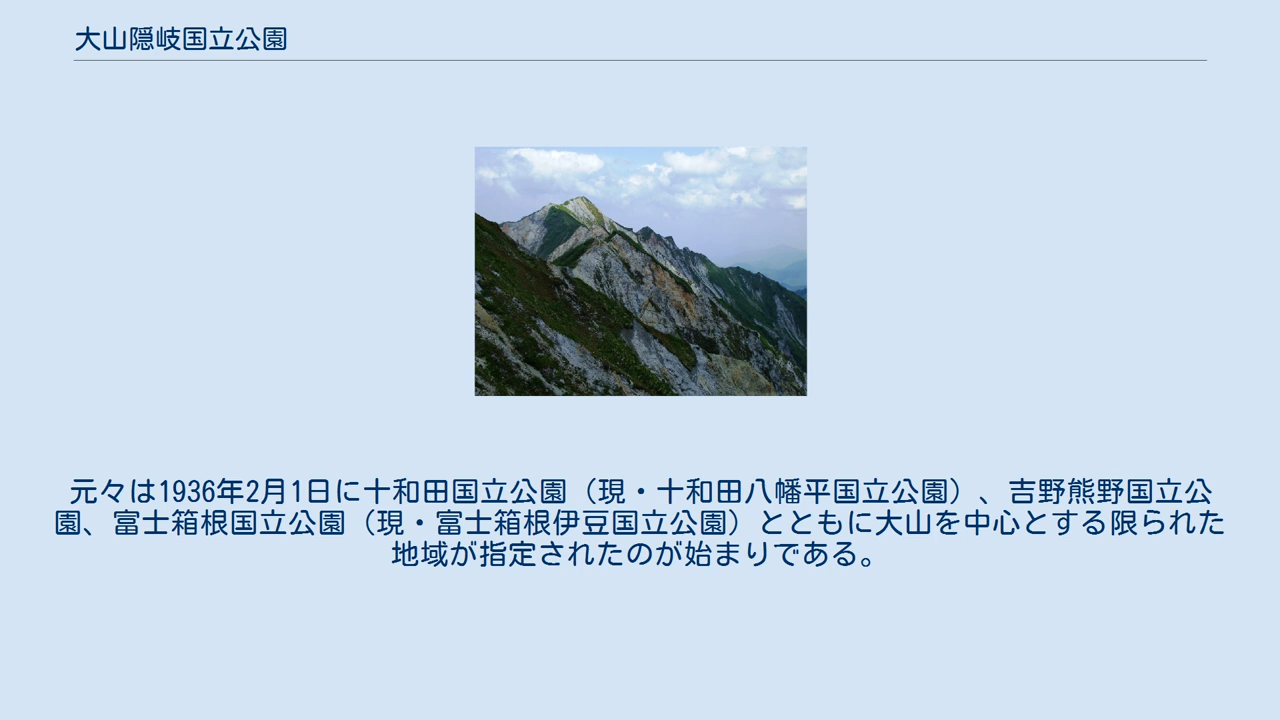 大山隠岐国立公園
元々は1936年2月1日に十和田国立公園（現・十和田八幡平国立公園）、吉野熊野国立公
園、富士箱根国立公園（現・富士箱根伊豆国立公園）とともに大山を中心とする限られた
地域が指定されたのが始まりである。